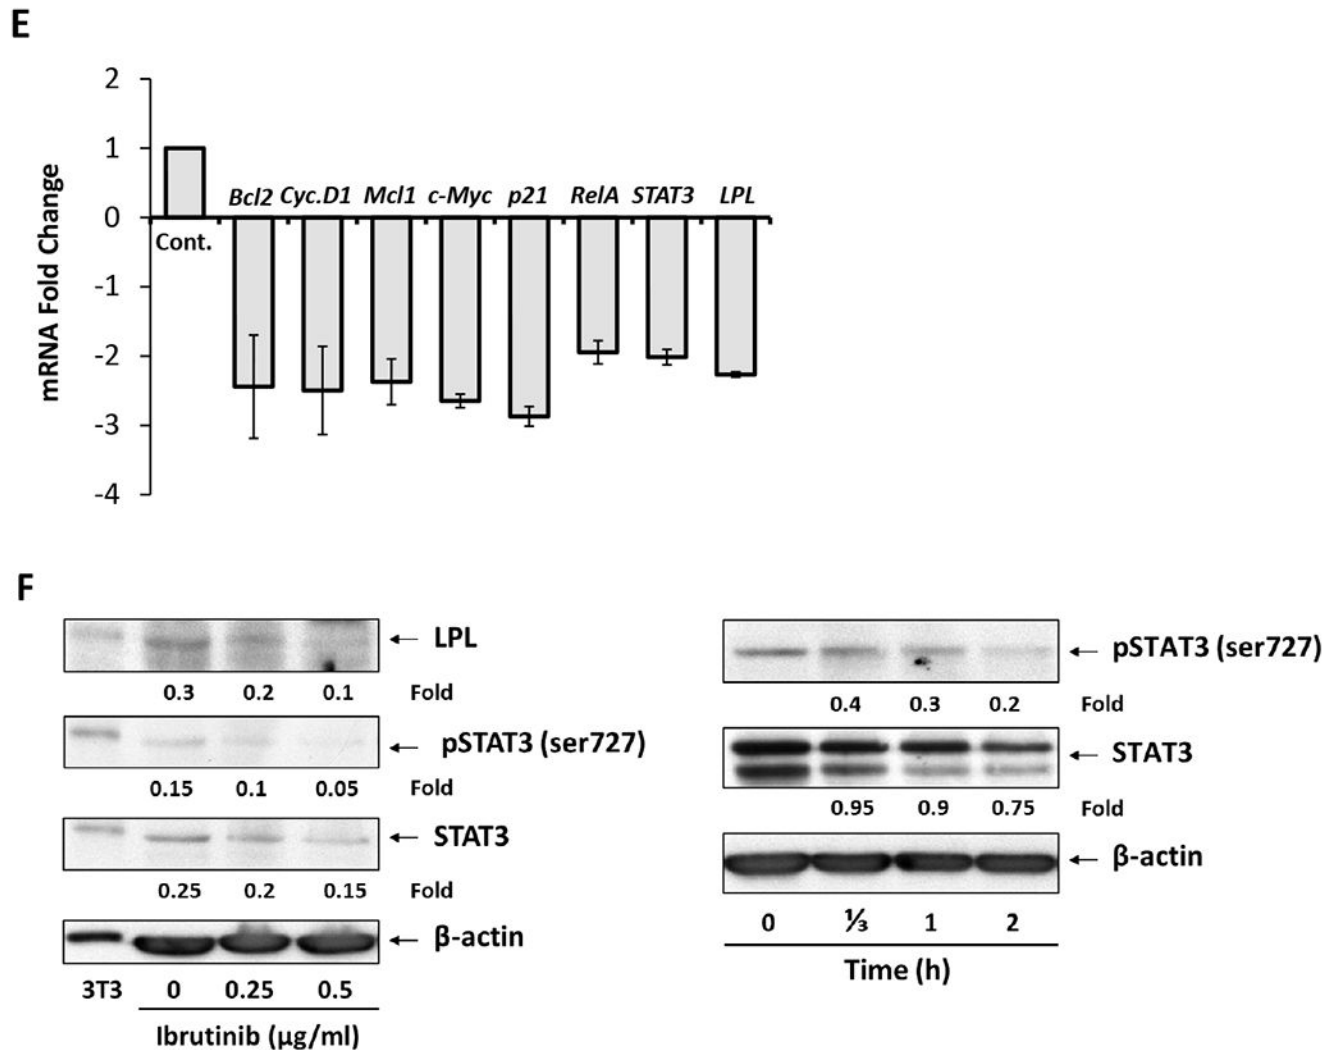 E
mRNA Fold Change
2
1
0
-1
-2
-3
-4
Cont.
Bcl2 Cyc.D1 Mcl1 c-Myc p21 RelA STAT3 LPL
F
LPL
0.3 0.2 0.1 Fold
pSTAT3 (ser727)
0.15 0.1 0.05 Fold
STAT3
0.25 0.2 0.15 Fold
β-actin
3T3 0 0.25 0.5
Ibrutinib (μg/ml)
pSTAT3 (ser727)
0.4 0.3 0.2 Fold
STAT3
0.95 0.9 0.75 Fold
β-actin
0 ⅓ 1 2
Time (h)